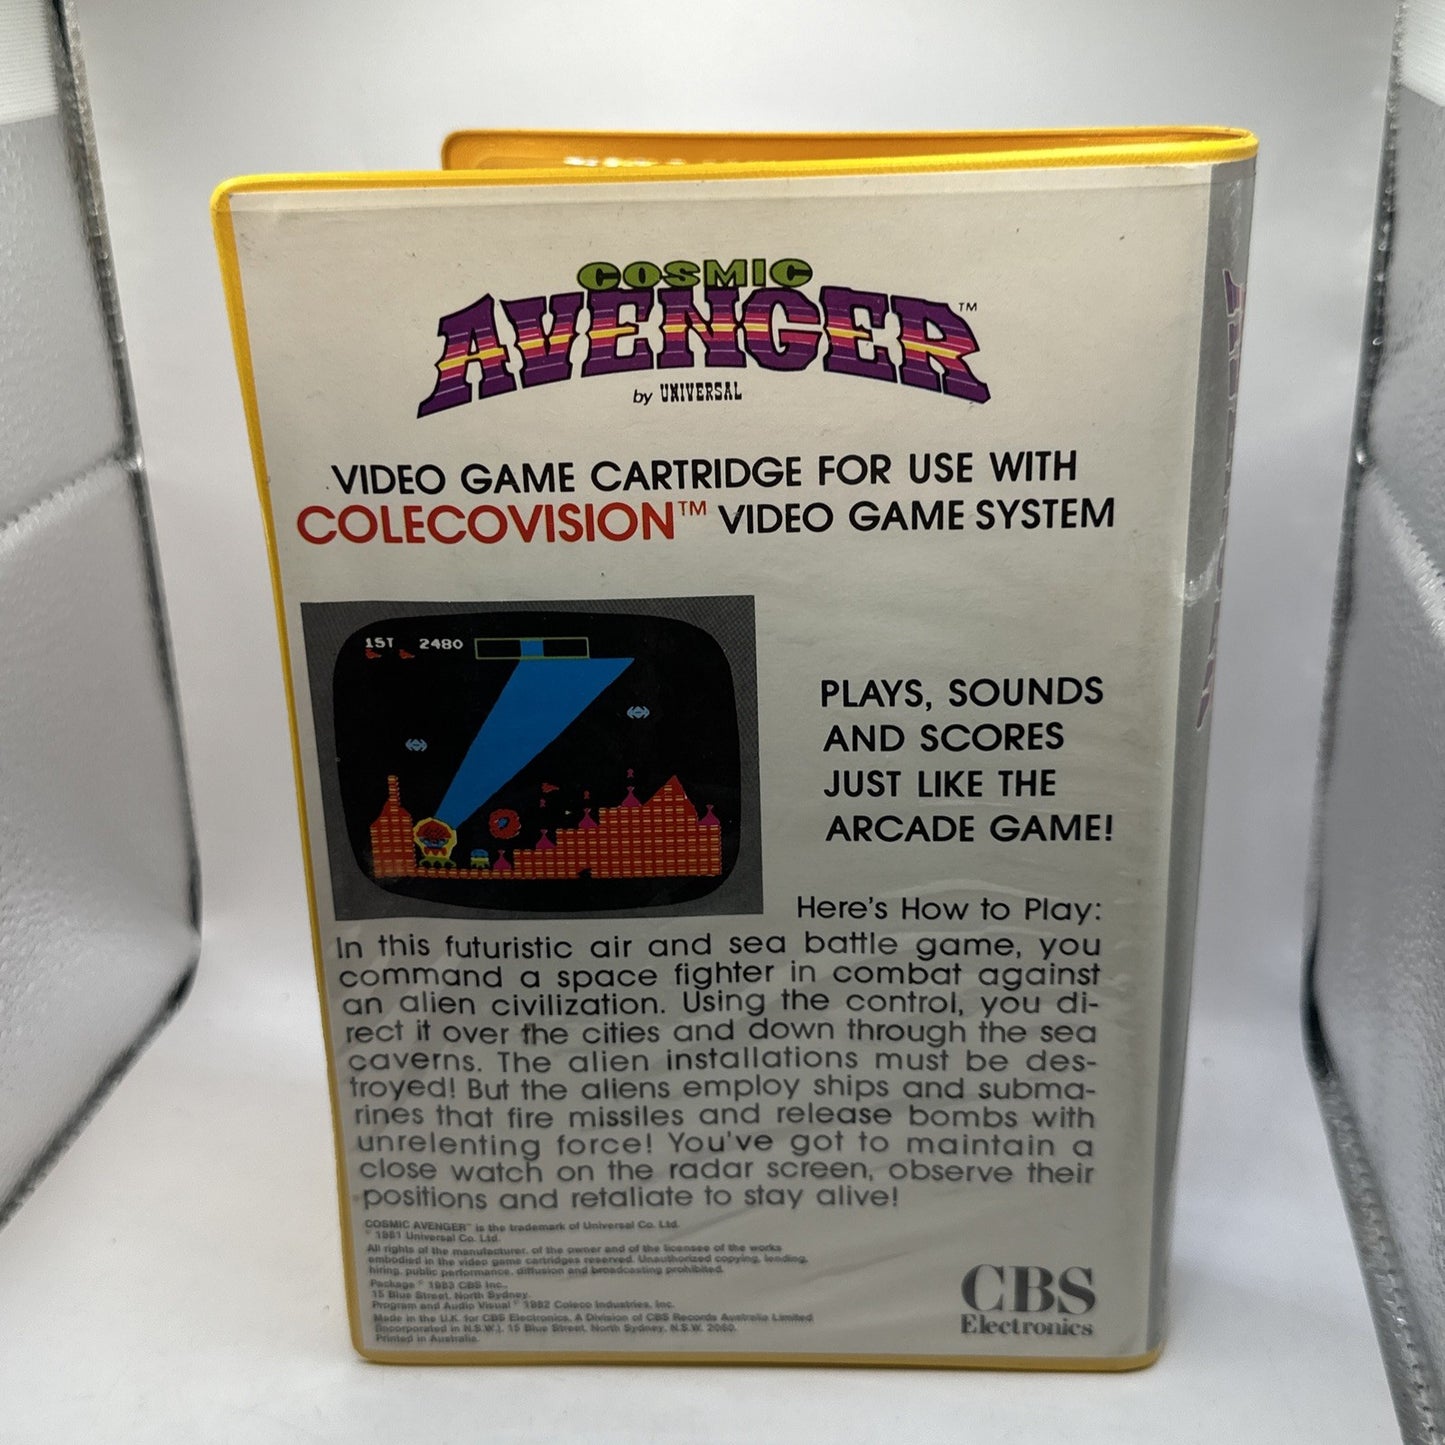 COSMIC
AVENGER™
by UNIVERSAL
VIDEO GAME CARTRIDGE FOR USE WITH
COLECOVISION™ VIDEO GAME SYSTEM
1ST 2480
PLAYS, SOUNDS
AND SCORES
JUST LIKE THE
ARCADE GAME!
Here's How to Play:
In this futuristic air and sea battle game, you
command a space fighter in combat against
an alien civilization. Using the control, you di-
rect it over the cities and down through the sea
caverns. The alien installations must be des-
troyed! But the aliens employ ships and subma-
rines that fire missiles and release bombs with
unrelenting force! You've got to maintain a
close watch on the radar screen, observe their
positions and retaliate to stay alive!
COSMIC AVENGER™ is the trademark of Universal Co. Ltd.
© 1981 Universal Co. Ltd.
All rights of the manufacturer, of the owner and of the licensee of the works
embodied in the video game cartridges reserved. Unauthorized copying, lending,
hiring, public performance, diffusion and broadcasting prohibited.
Package © 1983 CBS Inc.,
15 Blue Street, North Sydney.
Program and Audio Visual © 1982 Coleco Industries, Inc.
Made in the U.K. for CBS Electronics, A Division of CBS Records Australia Limited
(Incorporated in N.S.W.), 15 Blue Street, North Sydney, N.S.W. 2060.
Printed in Australia.
CBS
Electronics